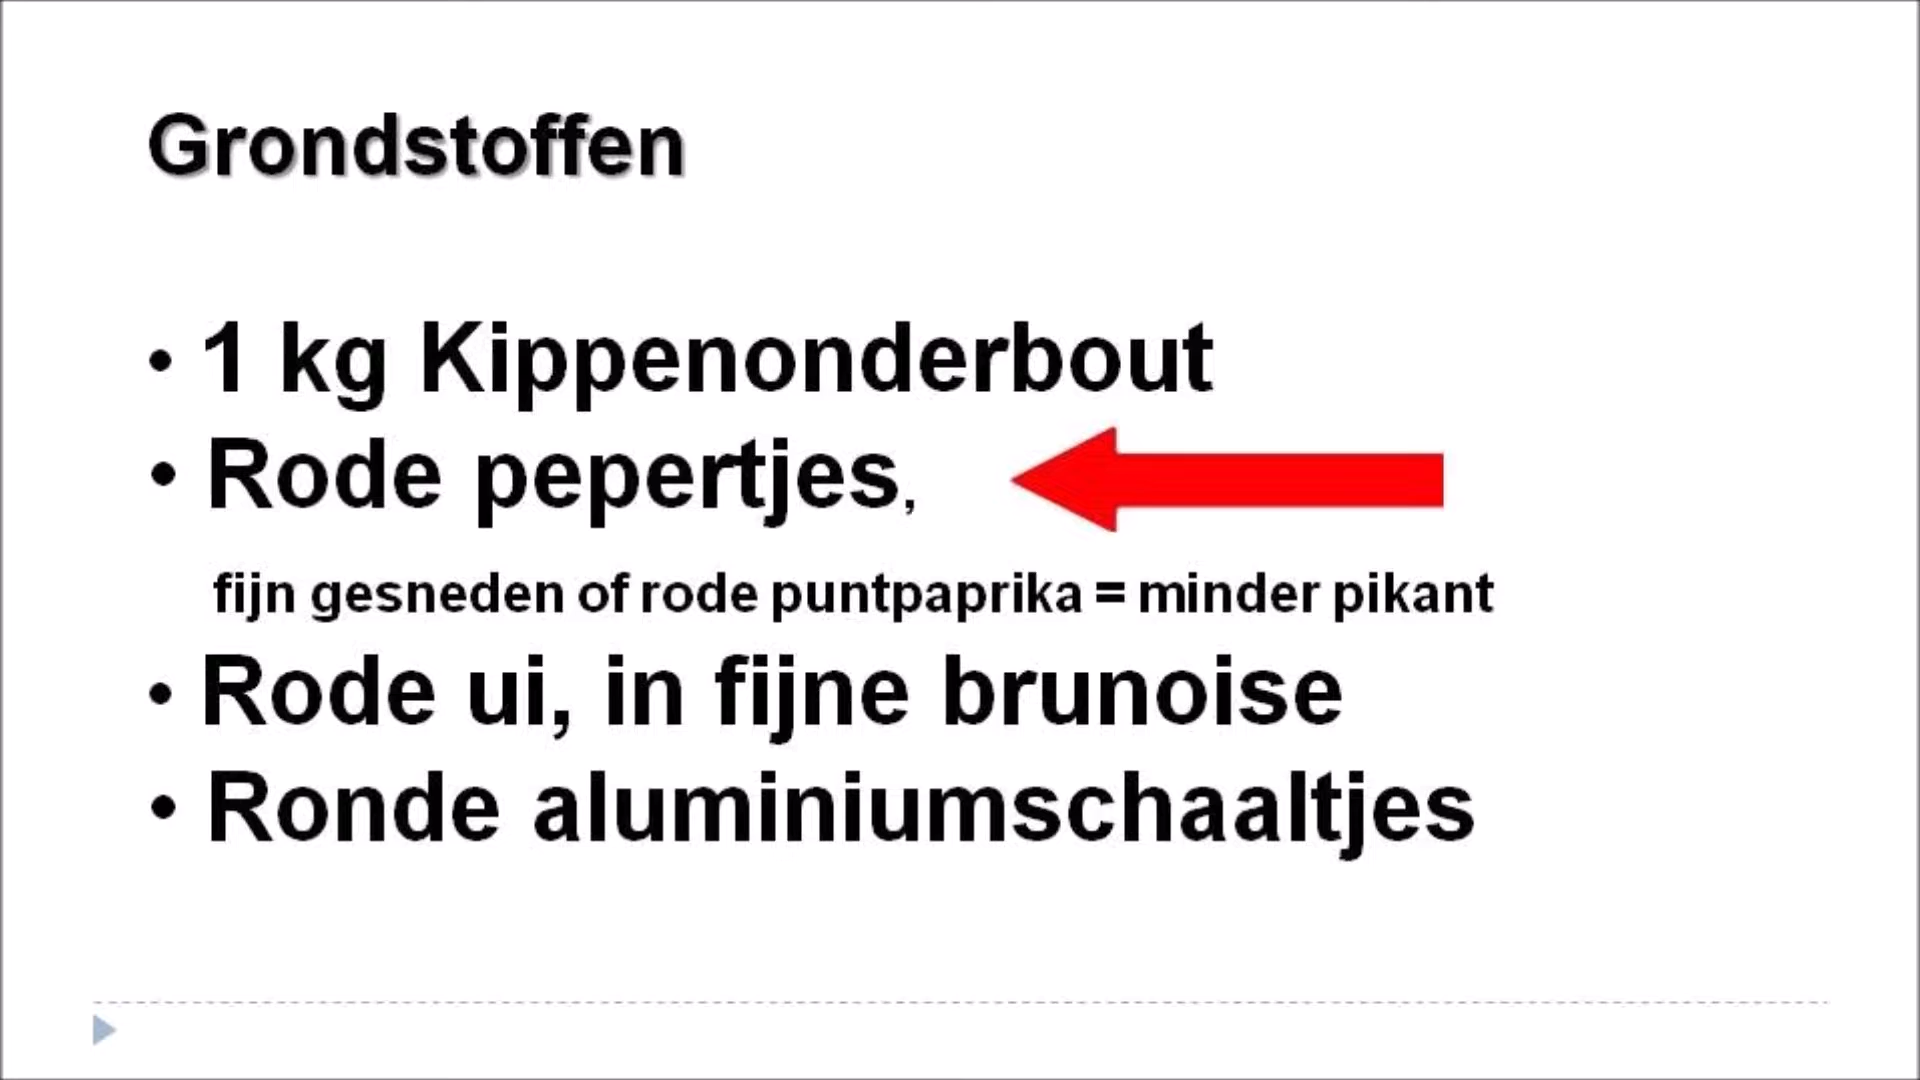 Grondstoffen
• 1 kg Kippenonderbout
• Rode pepertjes,
fijn gesneden of rode puntpaprika = minder pikant
• Rode ui, in fijne brunoise
• Ronde aluminiumschaaltjes